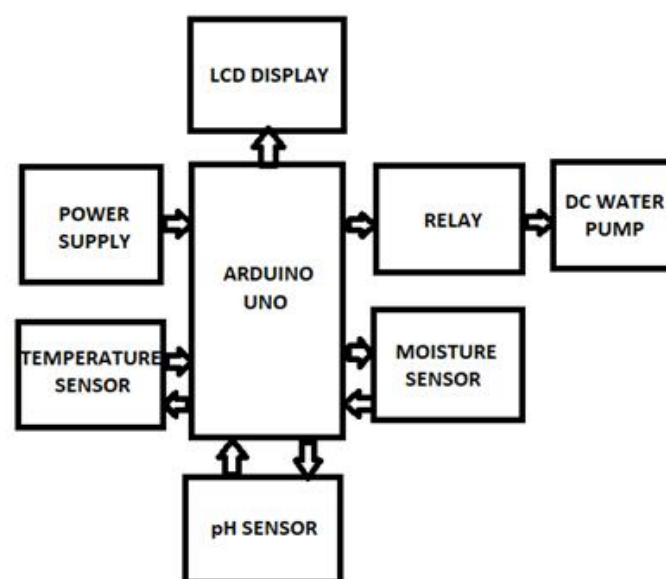 LCD DISPLAY
POWER
SUPPLY
ARDUINO
UNO
RELAY
DC WATER
PUMP
TEMPERATURE
SENSOR
MOISTURE
SENSOR
pH SENSOR